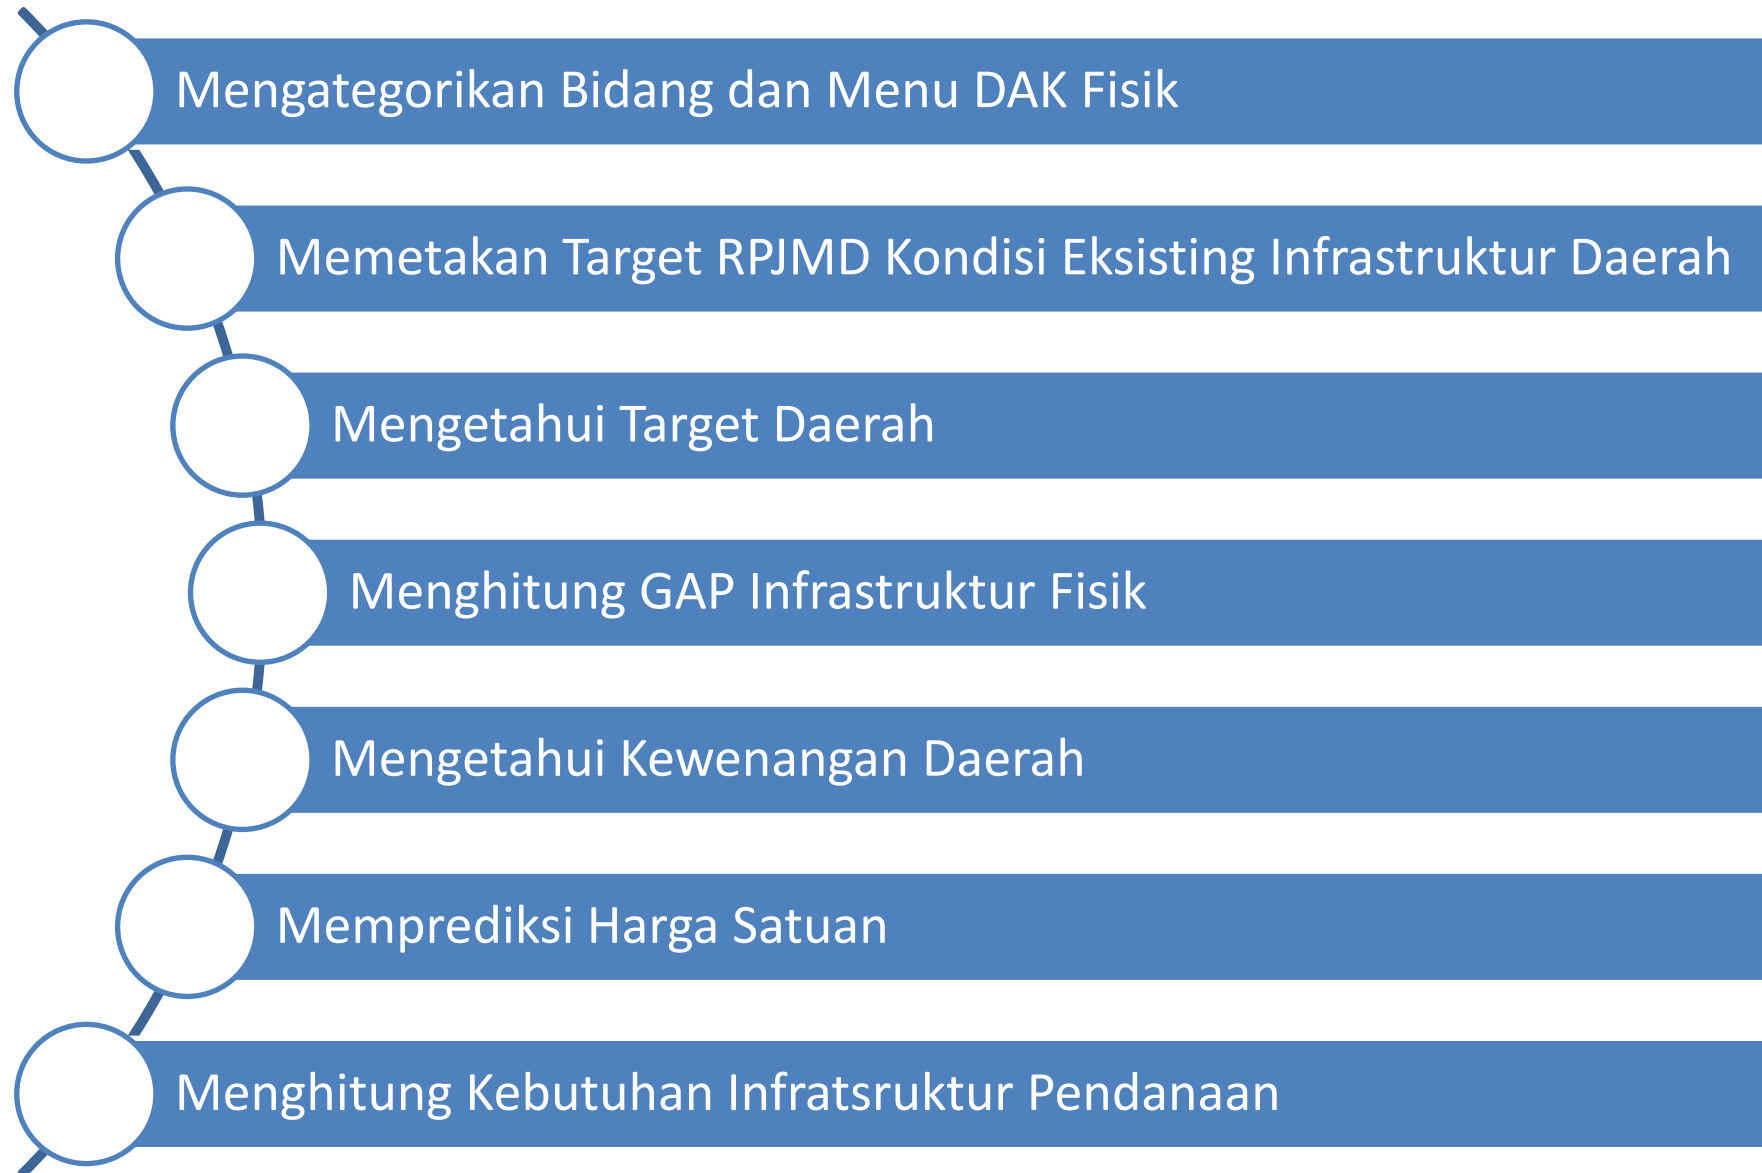 Mengategorikan Bidang dan Menu DAK Fisik
Memetakan Target RPJMD Kondisi Eksisting Infrastruktur Daerah
Mengetahui Target Daerah
Menghitung GAP Infrastruktur Fisik
Mengetahui Kewenangan Daerah
Memprediksi Harga Satuan
Menghitung Kebutuhan Infratsruktur Pendanaan